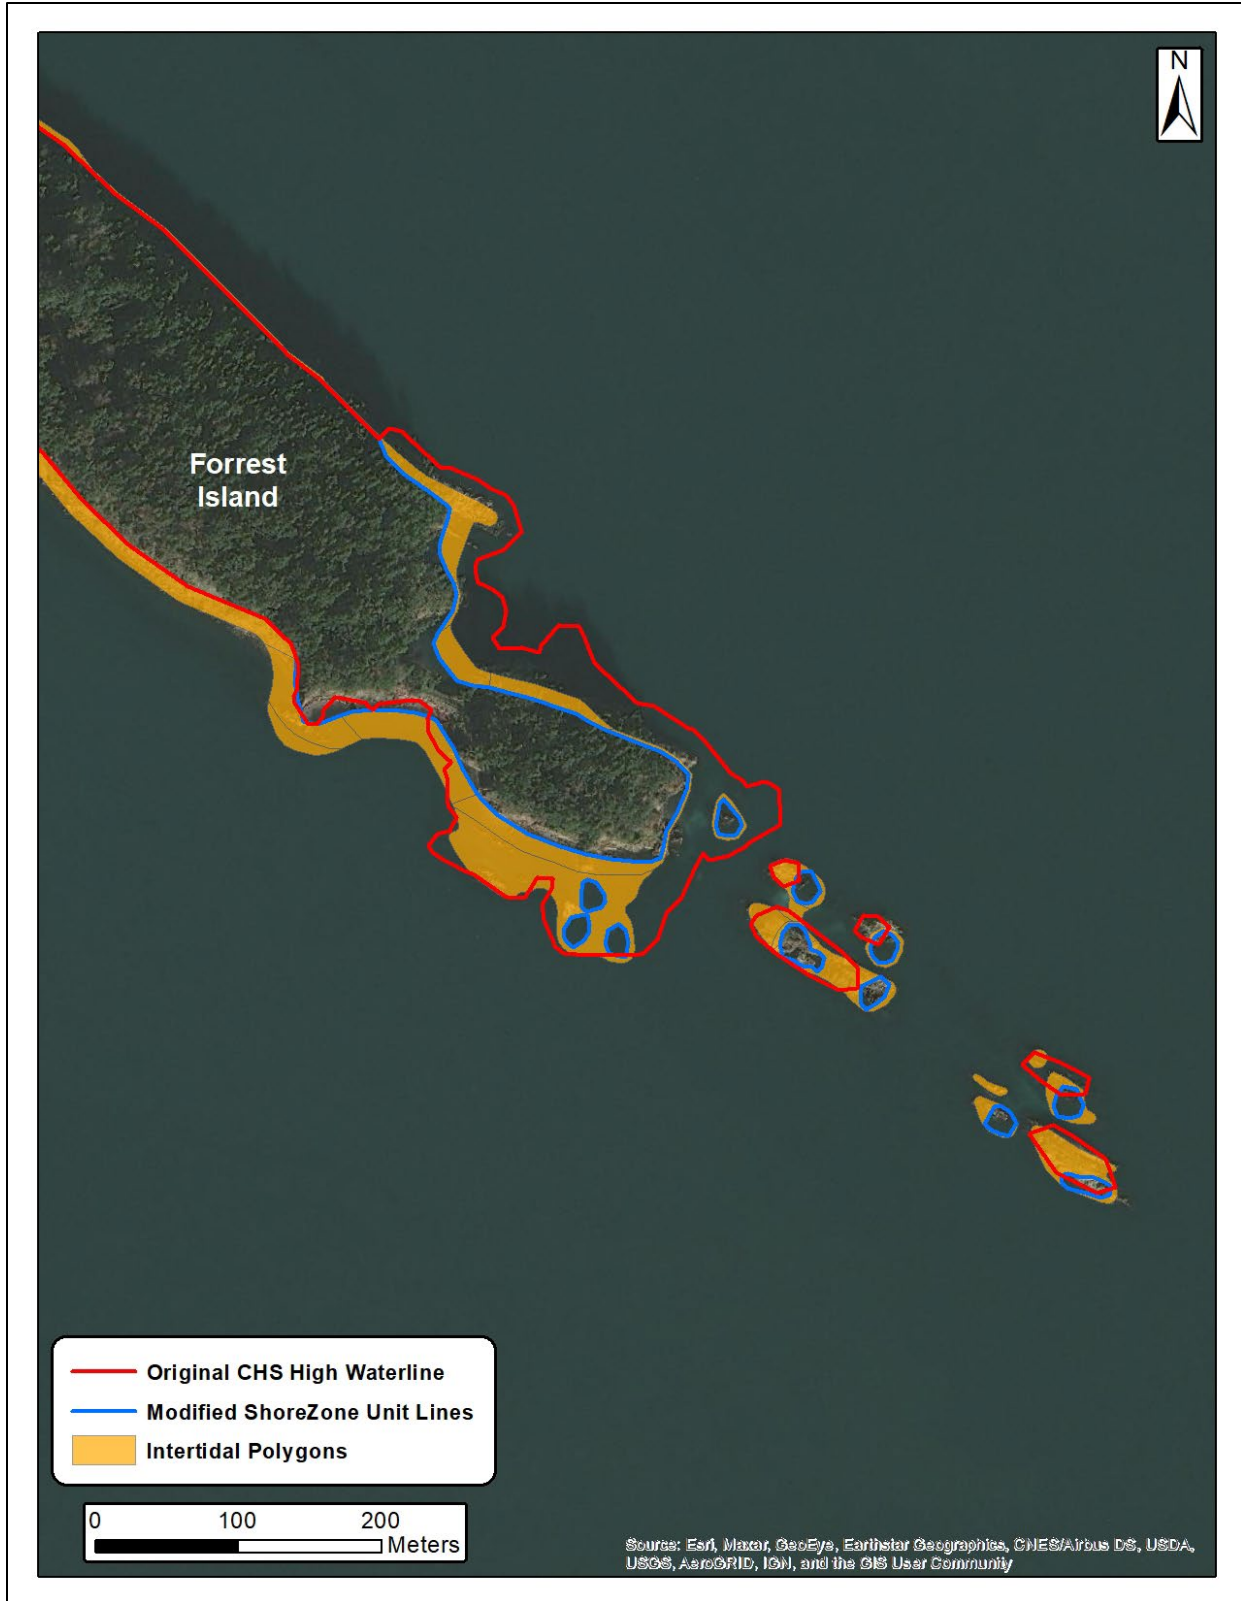 N
Forrest
Island
Original CHS High Waterline
Modified ShoreZone Unit Lines
Intertidal Polygons
0 100 200
Meters
Source: Esri, Maxar, GeoEye, Earthstar Geographics, CNES/Airbus DS, USDA,
USGS, AeroGRID, IGN, and the GIS User Community